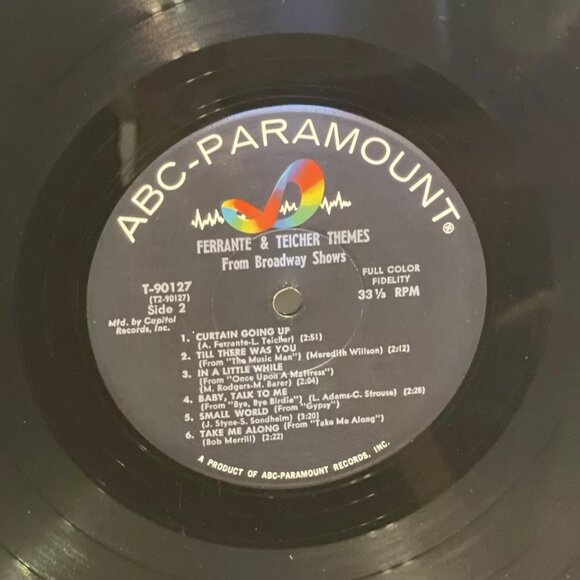 ABC-PARAMOUNT®
FERRANTE & TEICHER THEMES
From Broadway Shows
T-90127
(T2-90127)
Side 2
Mfd. by Capitol
Records, Inc.
FULL COLOR
FIDELITY
33⅓ RPM
1. CURTAIN GOING UP
(A. Ferrante-L. Teicher) (2:51)
2. TILL THERE WAS YOU
(From "The Music Man") (Meredith Willson) (2:12)
3. IN A LITTLE WHILE
(From "Once Upon A Mattress")
(M. Rodgers-M. Barer) (2:04)
4. BABY, TALK TO ME
(From "Bye, Bye Birdie") (L. Adams-C. Strouse) (2:20)
5. SMALL WORLD (From "Gypsy")
(J. Styne-S. Sondheim) (3:20)
6. TAKE ME ALONG (From "Take Me Along")
(Bob Merrill) (2:22)
A PRODUCT OF ABC-PARAMOUNT RECORDS, INC.